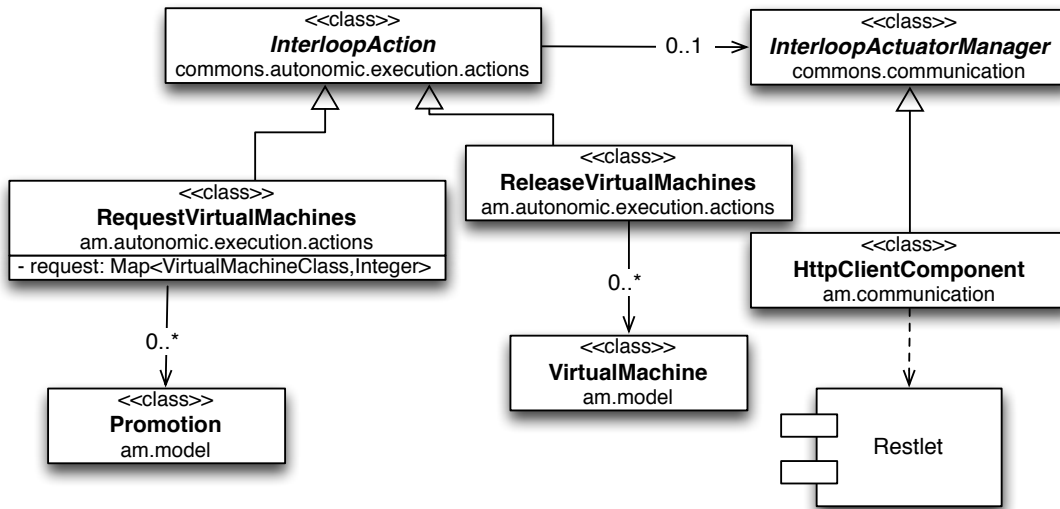 <<class>>
InterloopAction
commons.autonomic.execution.actions
0..1
<<class>>
InterloopActuatorManager
commons.communication
<<class>>
RequestVirtualMachines
am.autonomic.execution.actions
- request: Map<VirtualMachineClass,Integer>
<<class>>
ReleaseVirtualMachines
am.autonomic.execution.actions
<<class>>
HttpClientComponent
am.communication
0..*
0..*
<<class>>
Promotion
am.model
<<class>>
VirtualMachine
am.model
Restlet